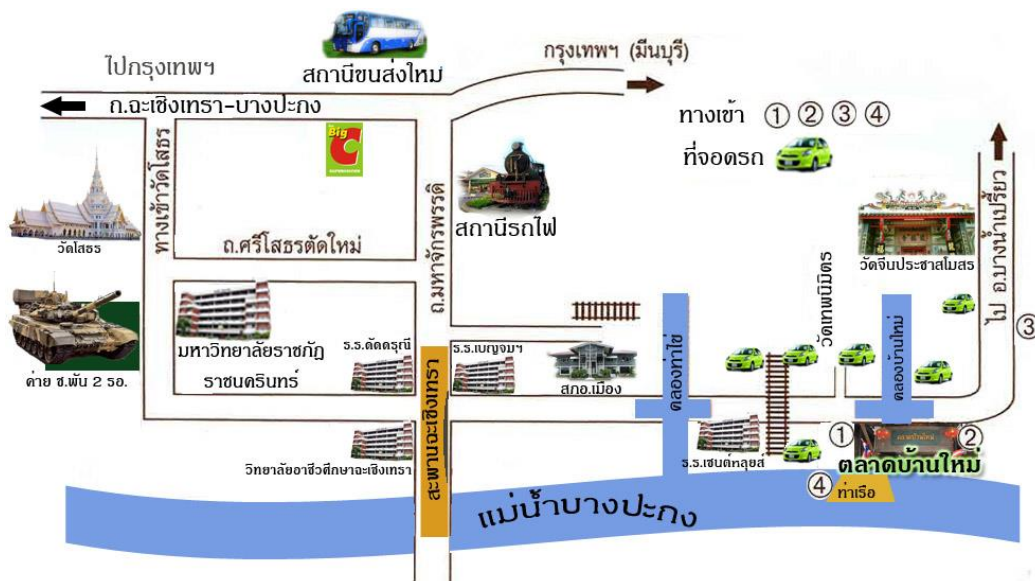 ไปกรุงเทพฯ
สถานีขนส่งใหม่
กรุงเทพฯ (มีนบุรี)
ถ.ฉะเชิงเทรา-บางปะกง
ทางเข้า ① ② ③ ④
ที่จอดรถ
Big C
ทางเข้าวัดโสธร
วัดโสธร
ถ.ศรีโสธรตัดใหม่
ถ.มหาจักรพรรดิ
สถานีรถไฟ
วัดจีนประชาสโมสร
ไป อ.บางน้ำเปรี้ยว
③
ค่าย ช.พัน 2 รอ.
มหาวิทยาลัยราชภัฏ
ราชนครินทร์
ร.ร.ดัดดรุณี
ร.ร.เบญจมฯ
สภอ.เมือง
คลองท่าไข่
วัดเทพนิมิตร
คลองบ้านใหม่
สะพานฉะเชิงเทรา
วิทยาลัยอาชีวศึกษาฉะเชิงเทรา
ร.ร.เซนต์หลุยส์
①
ตลาดบ้านใหม่
②
ตลาดบ้านใหม่
④
ท่าเรือ
แม่น้ำบางปะกง